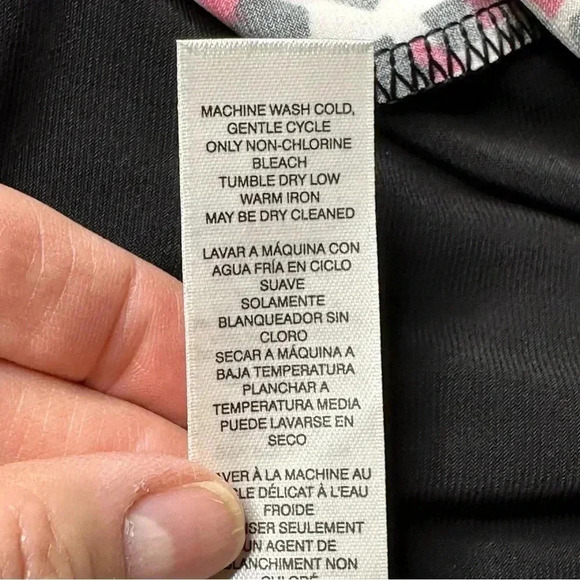 MACHINE WASH COLD,
GENTLE CYCLE
ONLY NON-CHLORINE
BLEACH
TUMBLE DRY LOW
WARM IRON
MAY BE DRY CLEANED
LAVAR A MÁQUINA CON
AGUA FRÍA EN CICLO
SUAVE
SOLAMENTE
BLANQUEADOR SIN
CLORO
SECAR A MÁQUINA A
BAJA TEMPERATURA
PLANCHAR A
TEMPERATURA MEDIA
PUEDE LAVARSE EN
SECO
À LA MACHINE AU
DÉLICAT À L'EAU
FROIDE
SEULEMENT
UN AGENT DE
NON